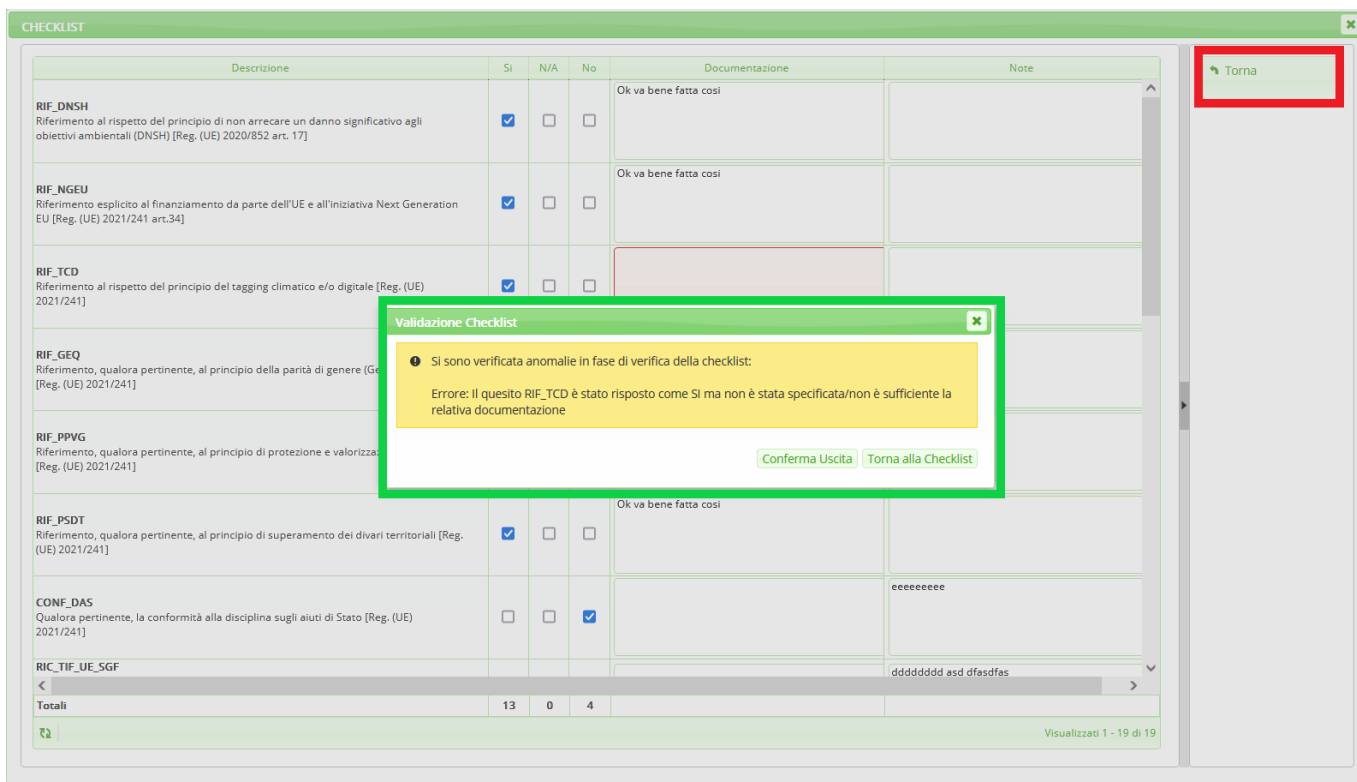 CHECKLIST
Descrizione Si N/A No Documentazione Note
Torna
RIF_DNSH
Riferimento al rispetto del principio di non arrecare un danno significativo agli
obiettivi ambientali (DNSH) [Reg. (UE) 2020/852 art. 17]
Ok va bene fatta cosi
RIF_NGEU
Riferimento esplicito al finanziamento da parte dell'UE e all'iniziativa Next Generation
EU [Reg. (UE) 2021/241 art.34]
Ok va bene fatta cosi
RIF_TCD
Riferimento al rispetto del principio del tagging climatico e/o digitale [Reg. (UE)
2021/241]
Validazione Checklist
Si sono verificata anomalie in fase di verifica della checklist:
Errore: Il quesito RIF_TCD è stato risposto come SI ma non è stata specificata/non è sufficiente la
relativa documentazione
Conferma Uscita Torna alla Checklist
RIF_GEQ
Riferimento, qualora pertinente, al principio della parità di genere
[Reg. (UE) 2021/241]
RIF_PPVG
Riferimento, qualora pertinente, al principio di protezione e
[Reg. (UE) 2021/241]
RIF_PSDT
Riferimento, qualora pertinente, al principio di superamento dei divari territoriali [Reg.
(UE) 2021/241]
Ok va bene fatta cosi
CONF_DAS
Qualora pertinente, la conformità alla disciplina sugli aiuti di Stato [Reg. (UE)
2021/241]
eeeeeeeee
RIC_TIF_UE_SGF
dddddddd asd dfasdfas
Totali 13 0 4
Visualizzati 1 - 19 di 19